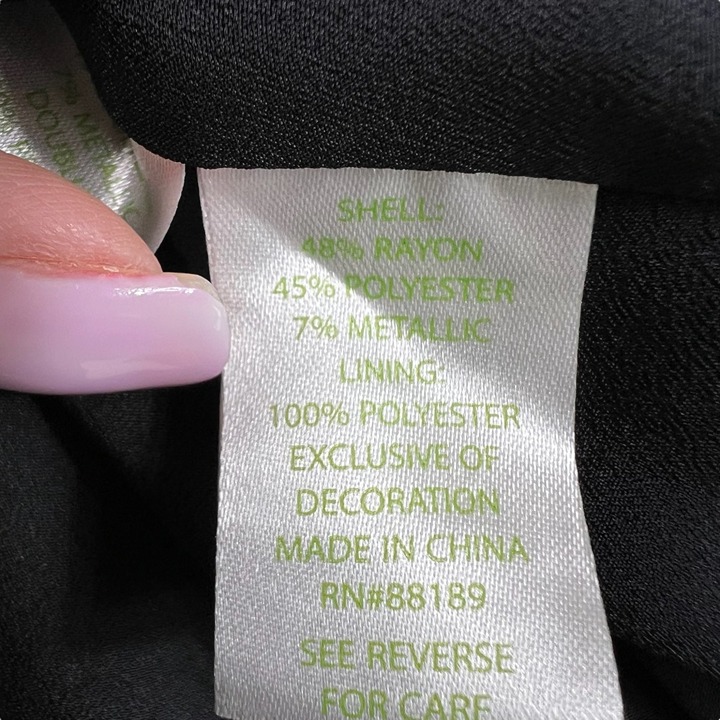 SHELL:
48% RAYON
45% POLYESTER
7% METALLIC
LINING:
100% POLYESTER
EXCLUSIVE OF
DECORATION
MADE IN CHINA
RN#88189
SEE REVERSE
FOR CARE